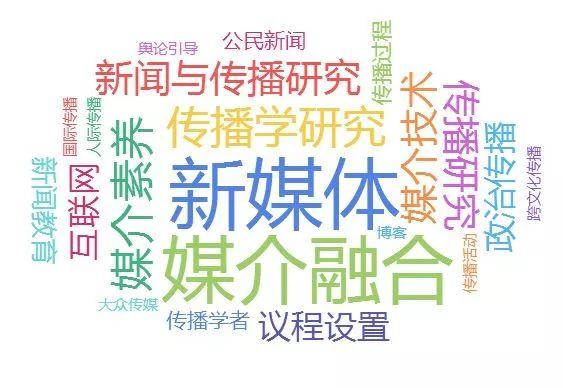 舆论引导
公民新闻
新闻与传播研究
传播过程
传播学研究
国际传播
人际传播
新闻教育
互联网
媒介素养
新媒体
媒介技术
传播研究
政治传播
跨文化传播
博客
媒介融合
传播活动
大众传媒
传播学者
议程设置